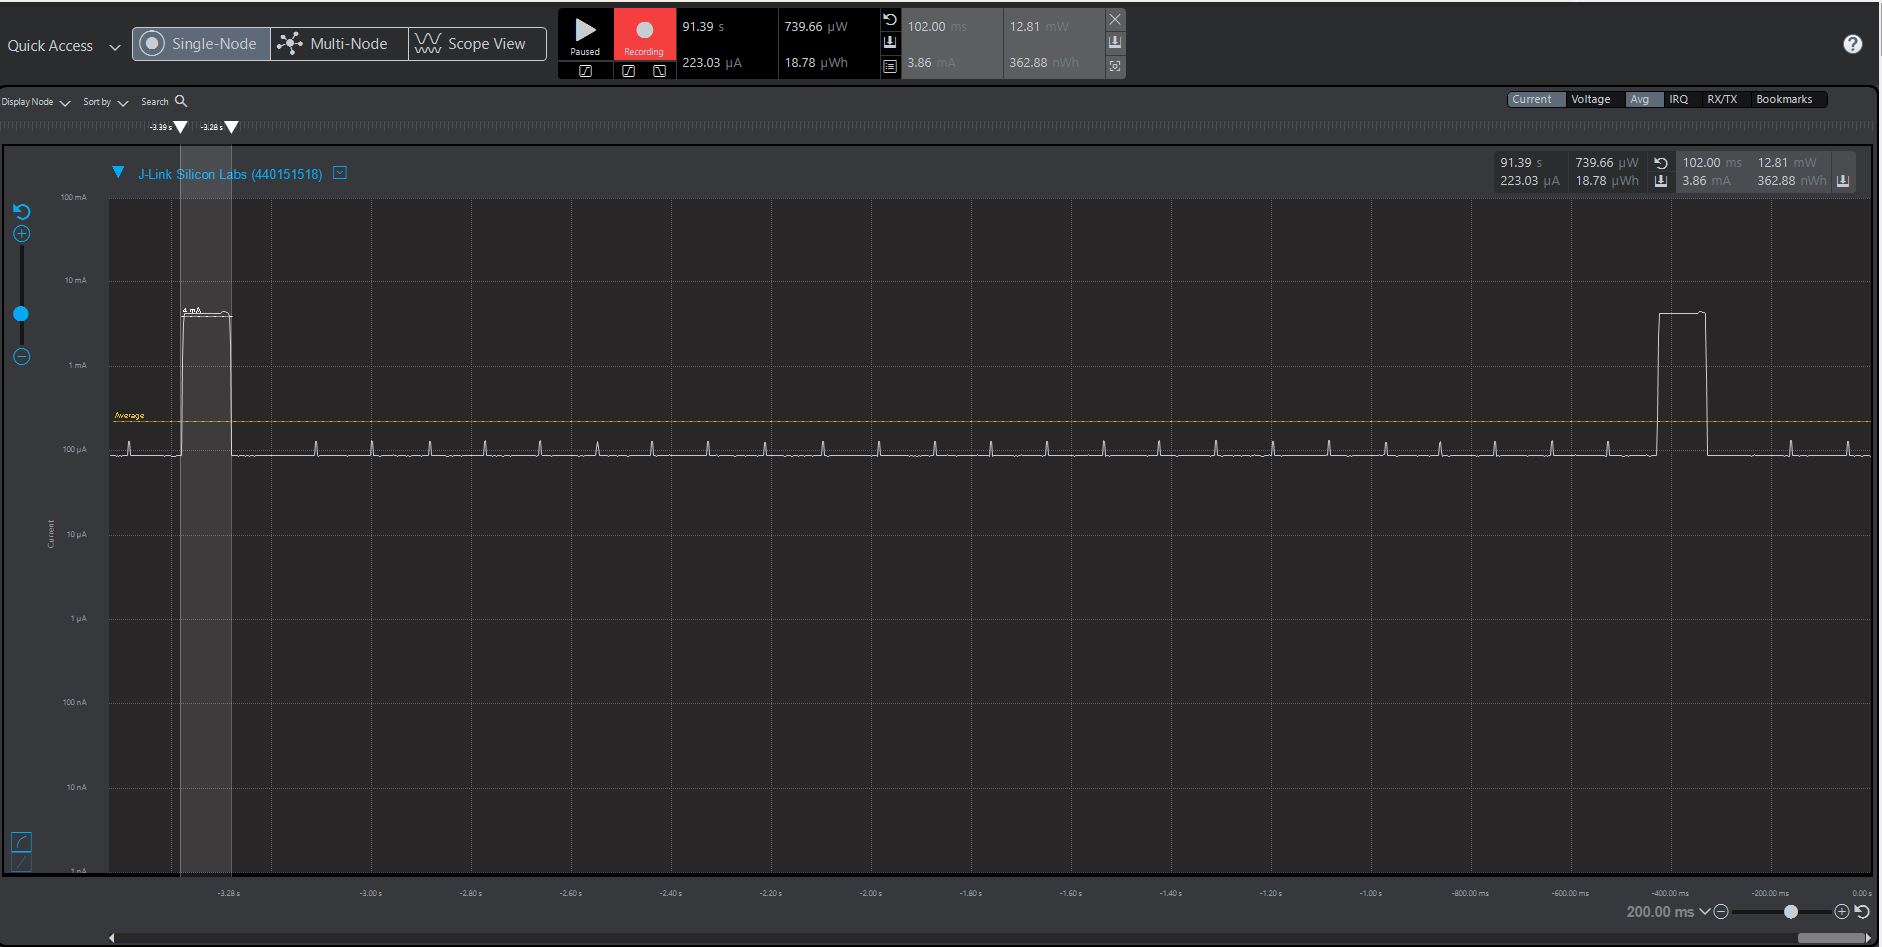 Quick Access Single-Node Multi-Node Scope View
Paused Recording
91.39 s 739.66 µW 102.00 ms 12.81 mW
223.03 µA 18.78 µWh 3.86 mA 362.88 nWh
Display Node Sort by Search
Current Voltage Avg IRQ RX/TX Bookmarks
-3.39 s -3.28 s
J-Link Silicon Labs (440151518)
91.39 s 739.66 µW 102.00 ms 12.81 mW
223.03 µA 18.78 µWh 3.86 mA 362.88 nWh
100 mA
10 mA
4 mA
1 mA
Average
100 µA
Current
10 µA
1 µA
100 nA
10 nA
1 nA
-3.28 s -3.00 s -2.80 s -2.60 s -2.40 s -2.20 s -2.00 s -1.80 s -1.60 s -1.40 s -1.20 s -1.00 s -800.00 ms -600.00 ms -400.00 ms -200.00 ms 0.00 s
200.00 ms